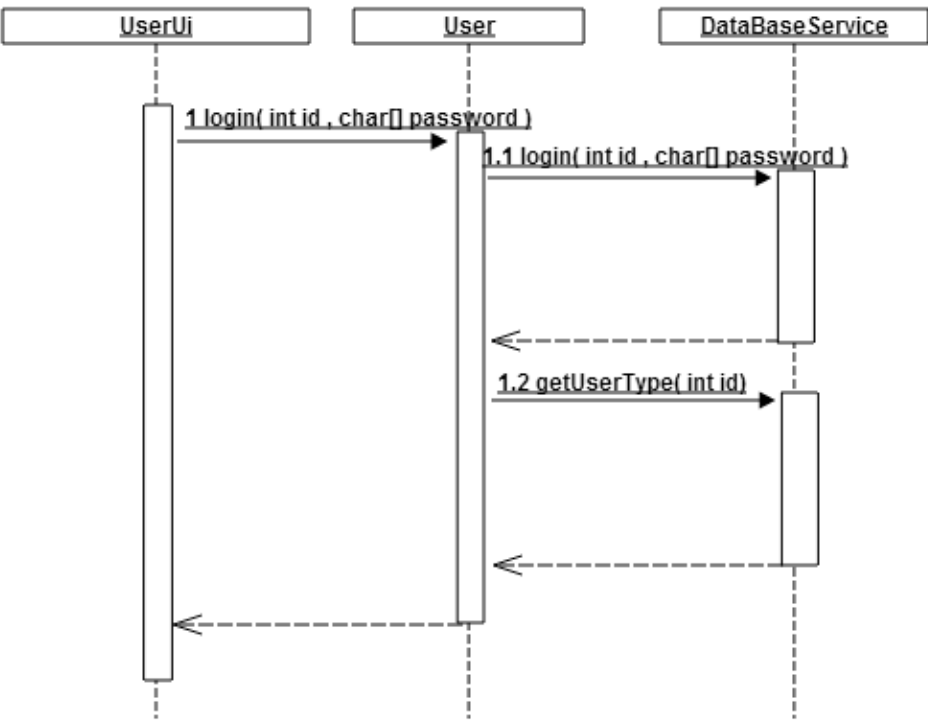 UserUi
User
DataBaseService
1 login( int id , char[] password )
1.1 login( int id , char[] password )
1.2 getUserType( int id)